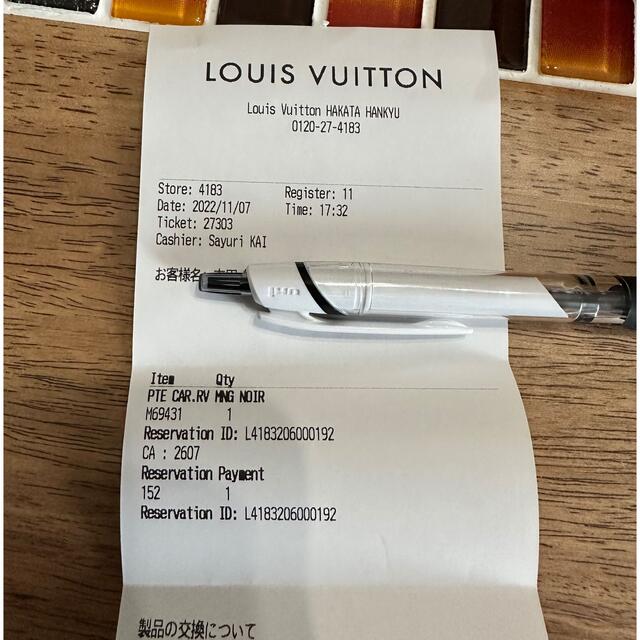 LOUIS VUITTON
Louis Vuitton HAKATA HANKYU
0120-27-4183
Store: 4183 Register: 11
Date: 2022/11/07 Time: 17:32
Ticket: 27303
Cashier: Sayuri KAI
お客様名
uni
Item Qty
PTE CAR.RV MNG NOIR
M69431 1
Reservation ID: L4183206000192
CA : 2607
Reservation Payment
152 1
Reservation ID: L4183206000192
製品の交換について